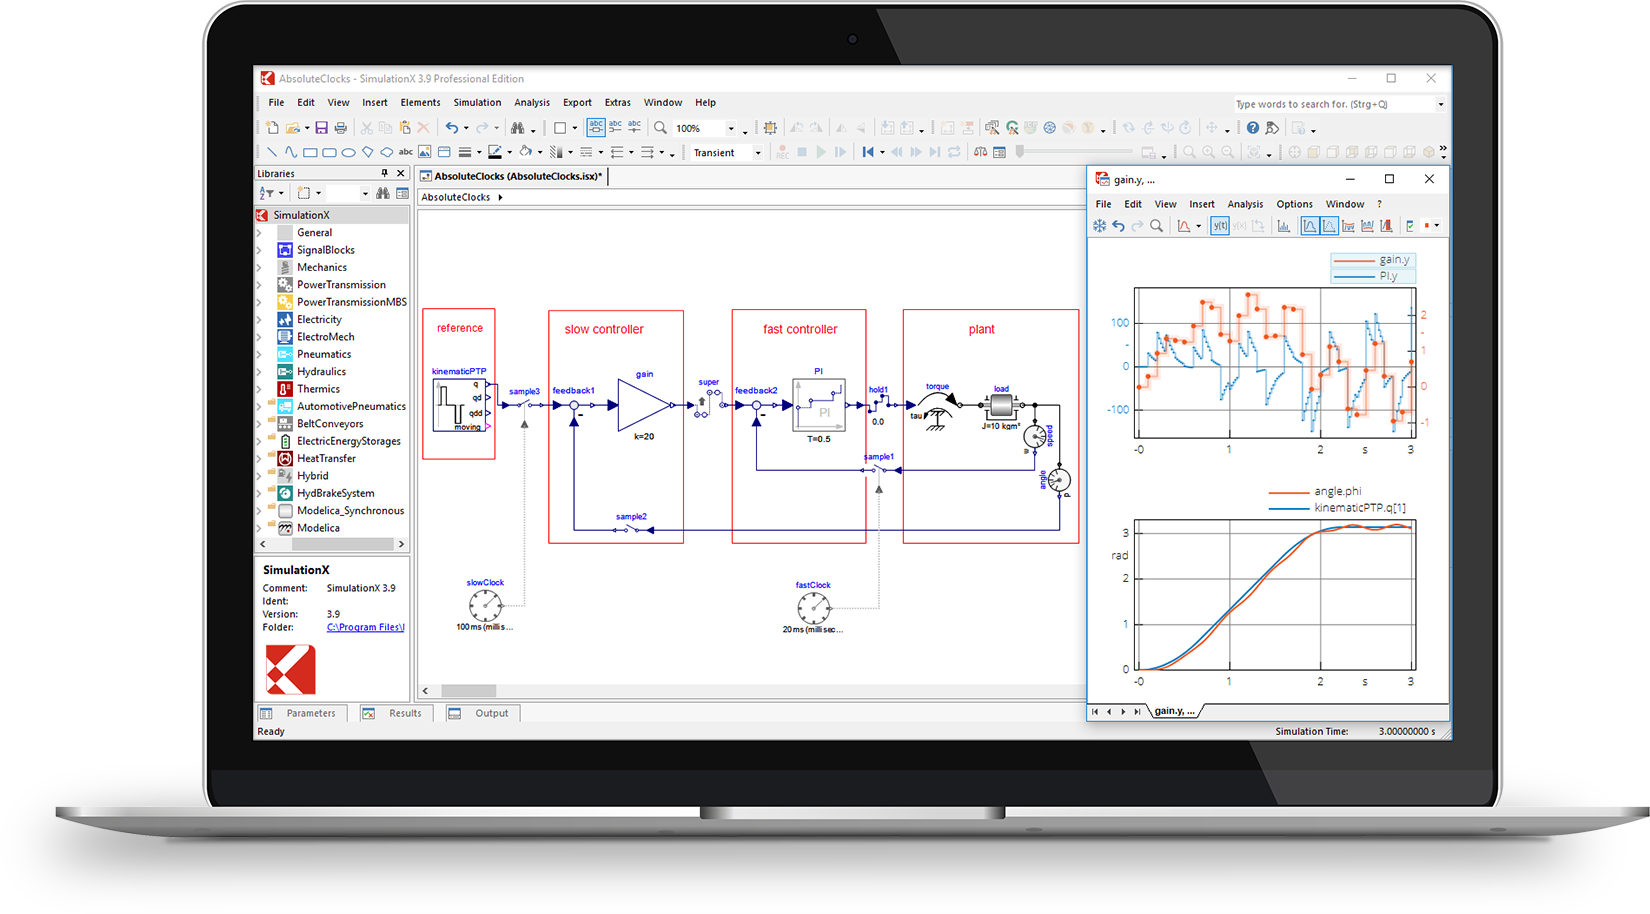 AbsoluteClocks - SimulationX 3.9 Professional Edition
File Edit View Insert Elements Simulation Analysis Export Extras Window Help
Type words to search for. (Strg+Q)
100%
abc
abc
abc
abc
Transient
REC
Libraries
SimulationX
General
SignalBlocks
Mechanics
PowerTransmission
PowerTransmissionMBS
Electricity
ElectroMech
Pneumatics
Hydraulics
Thermics
AutomotivePneumatics
BeltConveyors
ElectricEnergyStorages
HeatTransfer
Hybrid
HydBrakeSystem
Modelica_Synchronous
Modelica
SimulationX
Comment: SimulationX 3.9
Ident:
Version: 3.9
Folder: C:\Program Files\
AbsoluteClocks (AbsoluteClocks.isx)*
AbsoluteClocks
reference
slow controller
fast controller
plant
kinematicPTP
q
qd
qdd
moving
sample3
feedback1
-
gain
k=20
super
feedback2
-
PI
PI
T=0.5
hold1
0.0
torque
tau
load
J=10 kgm²
speed
w
angle
sample1
sample2
slowClock
100 ms (millis...
fastClock
20 ms (millisec...
Parameters Results Output
Ready
gain.y, ...
File Edit View Insert Analysis Options Window ?
y(t)
y(x)
gain.y
PI.y
100
0
-100
2
1
0
-1
-0 1 2 s 3
angle.phi
kinematicPTP.q[1]
3
rad
2
1
0
-0 1 2 s 3
gain.y, ...
Simulation Time: 3.00000000 s